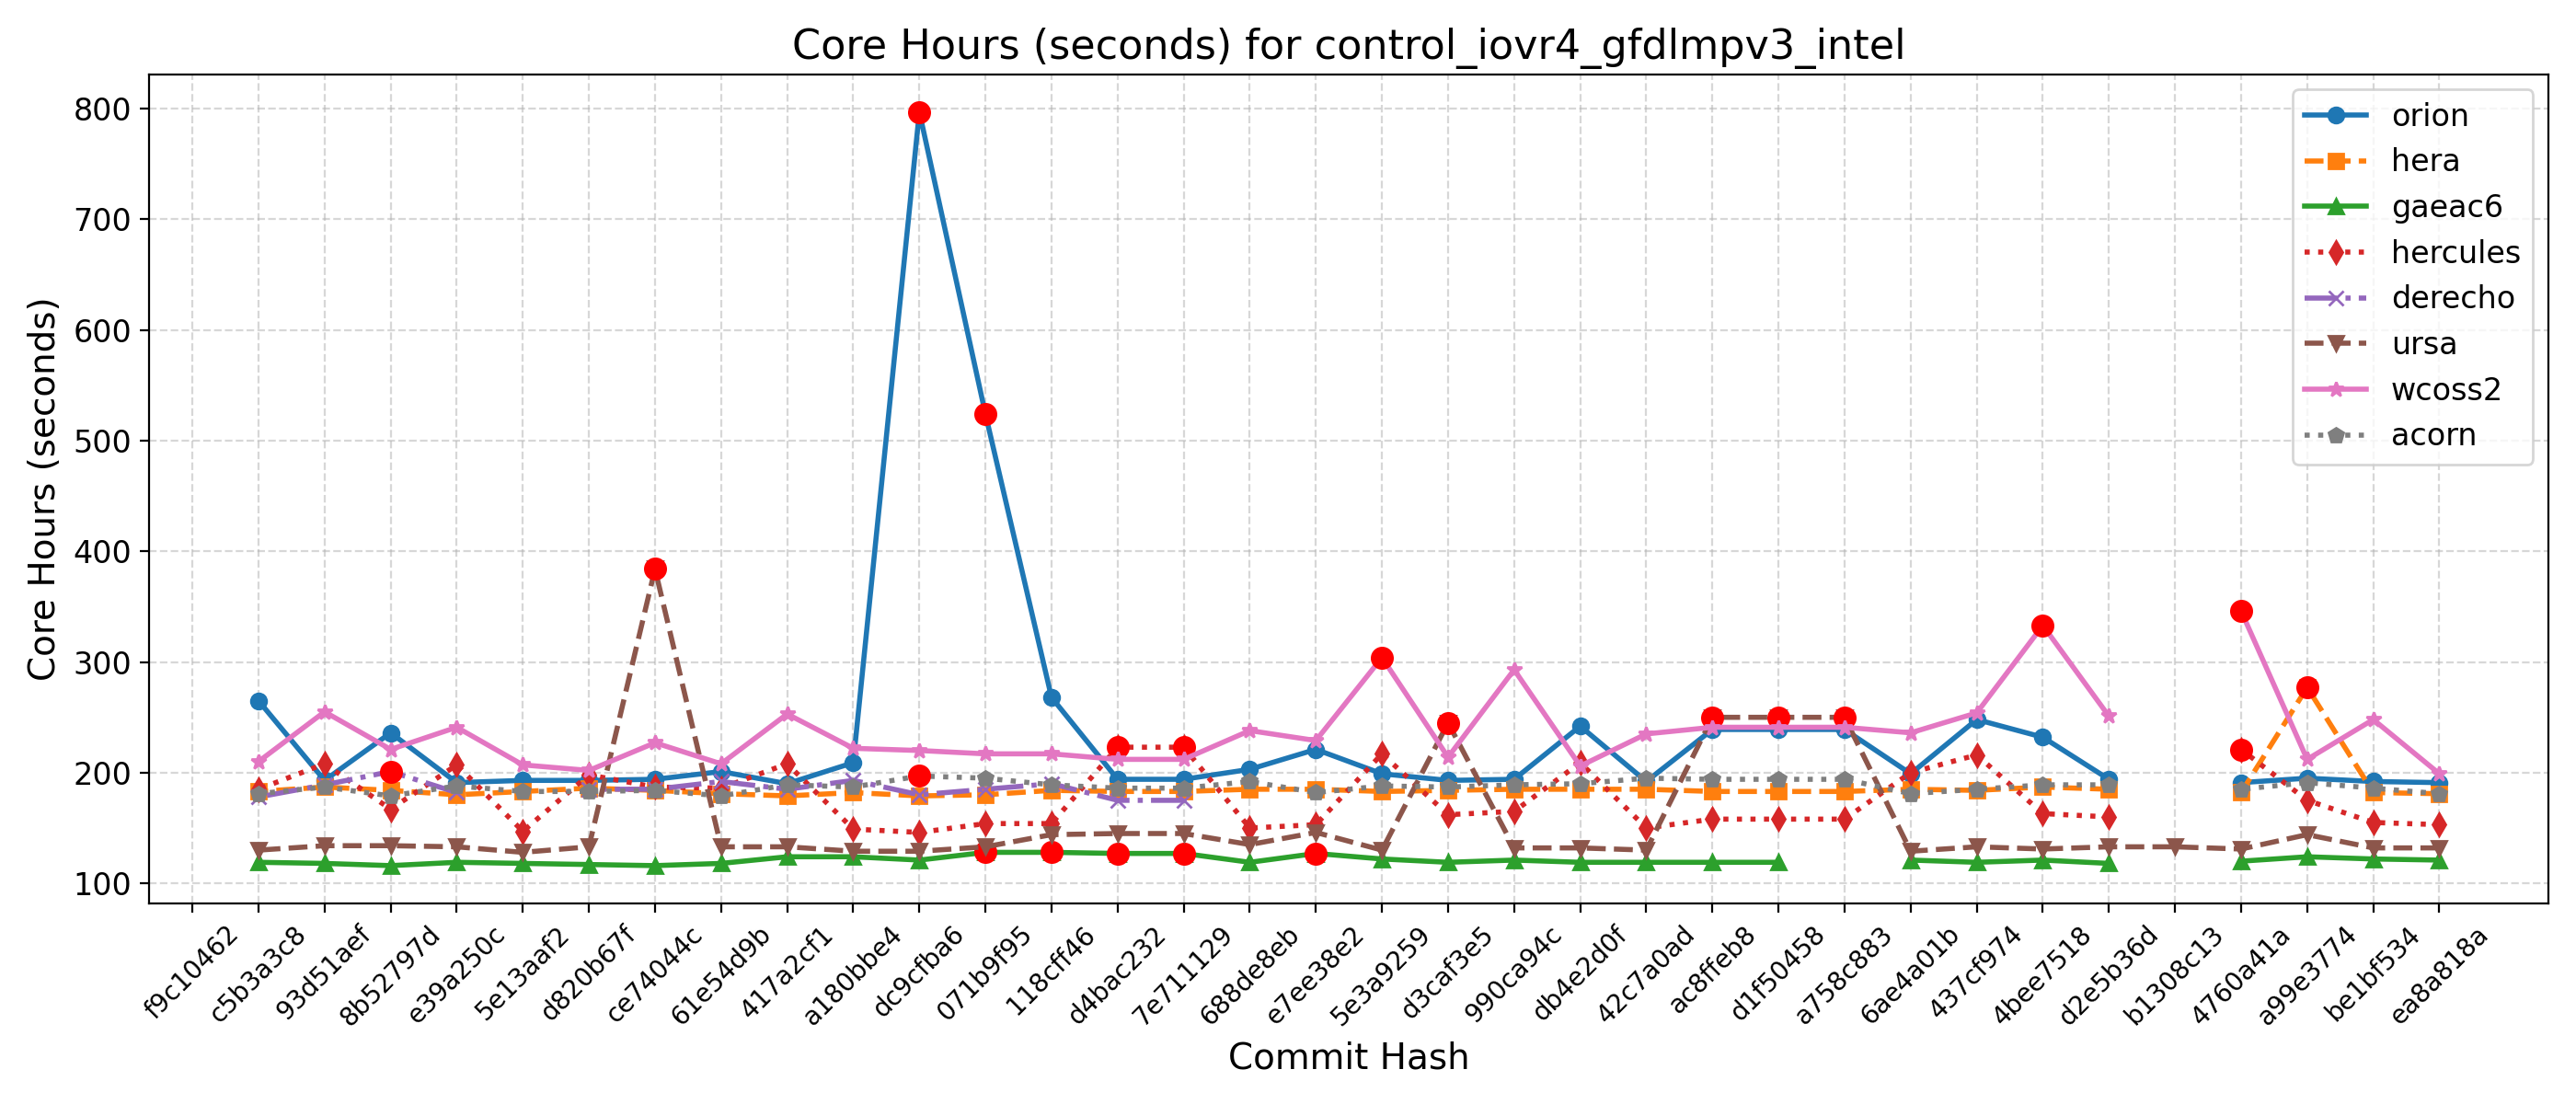 Core Hours (seconds) for control_iovr4_gfdlmpv3_intel
Core Hours (seconds)
800
700
600
500
400
300
200
100
orion
hera
gaeac6
hercules
derecho
ursa
wcoss2
acorn
f9c10462
c5b3a3c8
93d51aef
8b52797d
e39a250c
5e13aaf2
d820b67f
ce74044c
61e54d9b
417a2cf1
a180bbe4
dc9cfba6
071b9f95
118cff46
d4bac232
7e711129
688de8eb
e7ee38e2
5e3a9259
d3caf3e5
990ca94c
db4e2d0f
42c7a0ad
ac8ffeb8
d1f50458
a758c883
6ae4a01b
437cf974
4bee7518
d2e5b36d
b1308c13
4760a41a
a99e3774
be1bf534
ea8a818a
Commit Hash